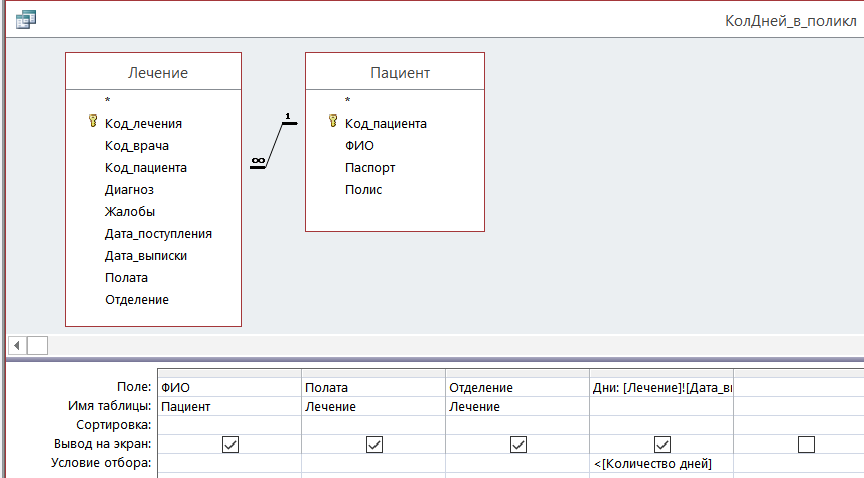 КолДней_в_поликл
Лечение
*
Код_лечения
Код_врача
Код_пациента
Диагноз
Жалобы
Дата_поступления
Дата_выписки
Полата
Отделение
∞
1
Пациент
*
Код_пациента
ФИО
Паспорт
Полис
Поле: ФИО Полата Отделение Дни: [Лечение]![Дата_вы
Имя таблицы: Пациент Лечение Лечение
Сортировка:
Вывод на экран:
Условие отбора: <[Количество дней]